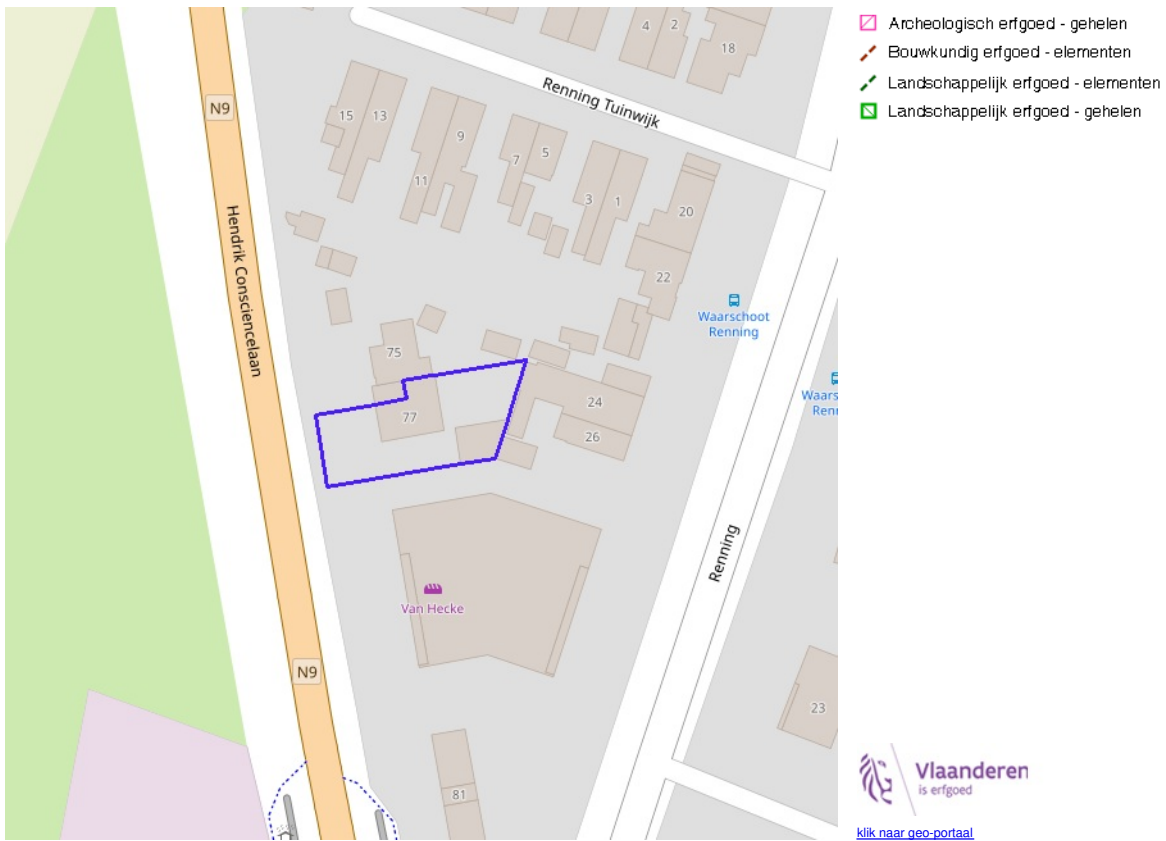 4
2
18
Renning Tuinwijk
N9
15
13
9
11
7
5
3
1
20
22
Hendrik Consciencelaan
Waarschoot
Renning
75
77
24
26
Waars
Renn
Renning
Van Hecke
N9
23
81
Archeologisch erfgoed - gehelen
Bouwkundig erfgoed - elementen
Landschappelijk erfgoed - elementen
Landschappelijk erfgoed - gehelen
Vlaanderen
is erfgoed
klik naar geo-portaal